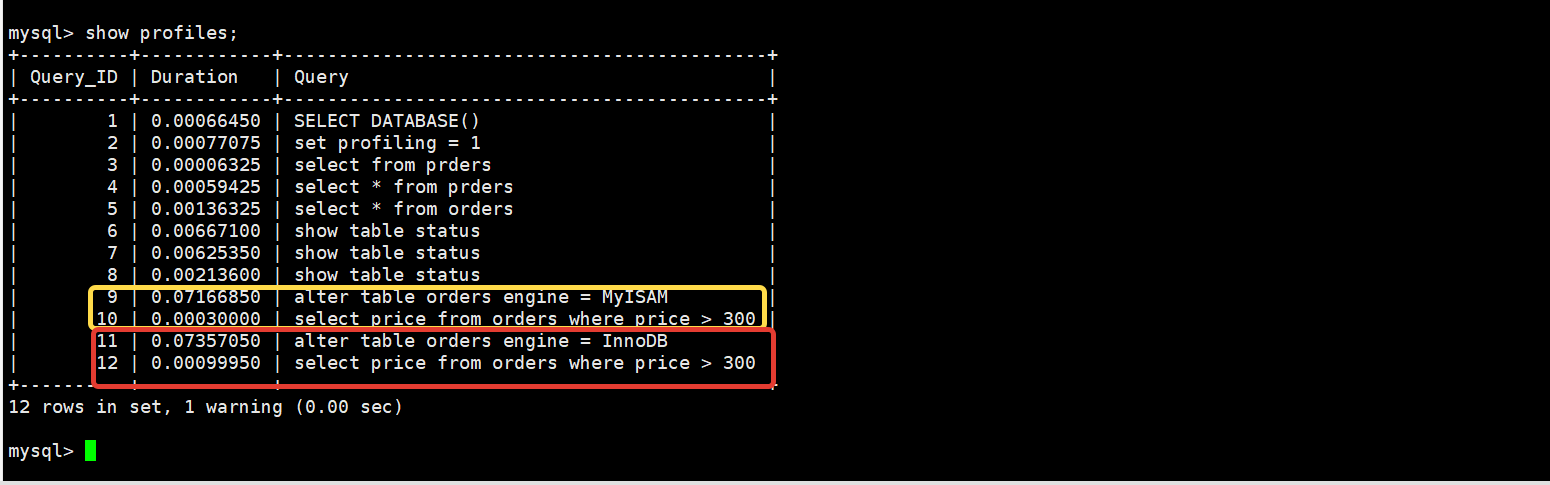 mysql> show profiles;
+----------+------------+--------------------------------------------+
| Query_ID | Duration   | Query                                      |
+----------+------------+--------------------------------------------+
|        1 | 0.00066450 | SELECT DATABASE()                          |
|        2 | 0.00077075 | set profiling = 1                          |
|        3 | 0.00006325 | select from prders                         |
|        4 | 0.00059425 | select * from prders                       |
|        5 | 0.00136325 | select * from orders                       |
|        6 | 0.00667100 | show table status                          |
|        7 | 0.00625350 | show table status                          |
|        8 | 0.00213600 | show table status                          |
|        9 | 0.07166850 | alter table orders engine = MyISAM         |
|       10 | 0.00030000 | select price from orders where price > 300 |
|       11 | 0.07357050 | alter table orders engine = InnoDB         |
|       12 | 0.00099950 | select price from orders where price > 300 |
+----------+------------+--------------------------------------------+
12 rows in set, 1 warning (0.00 sec)
mysql>